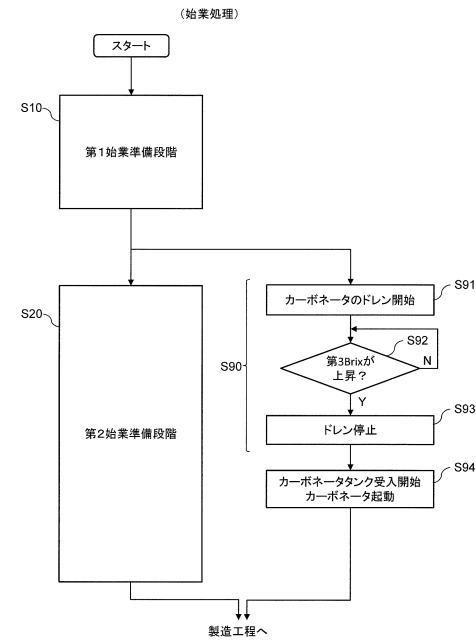 (始業処理)
スタート
S10
第1始業準備段階
S20
第2始業準備段階
S90
S91
カーボネータのドレン開始
S92
第3Brixが
上昇?
N
Y
S93
ドレン停止
S94
カーボネータタンク受入開始
カーボネータ起動
製造工程へ